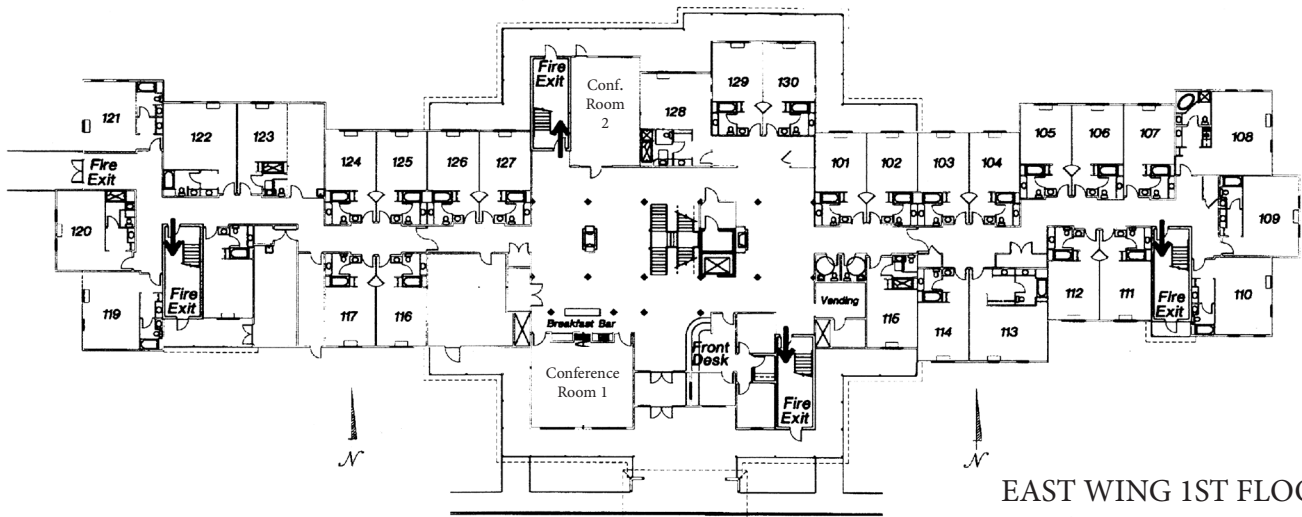 Fire
Exit
Conf.
Room
2
129
130
128
121
122
123
124
125
126
127
101
102
103
104
105
106
107
108
Fire
Exit
120
109
119
Fire
Exit
117
116
Breakfast Bar
Conference
Room 1
Front
Desk
Vending
115
114
113
112
111
Fire
Exit
110
Fire
Exit
N
N
EAST WING 1ST FLOO